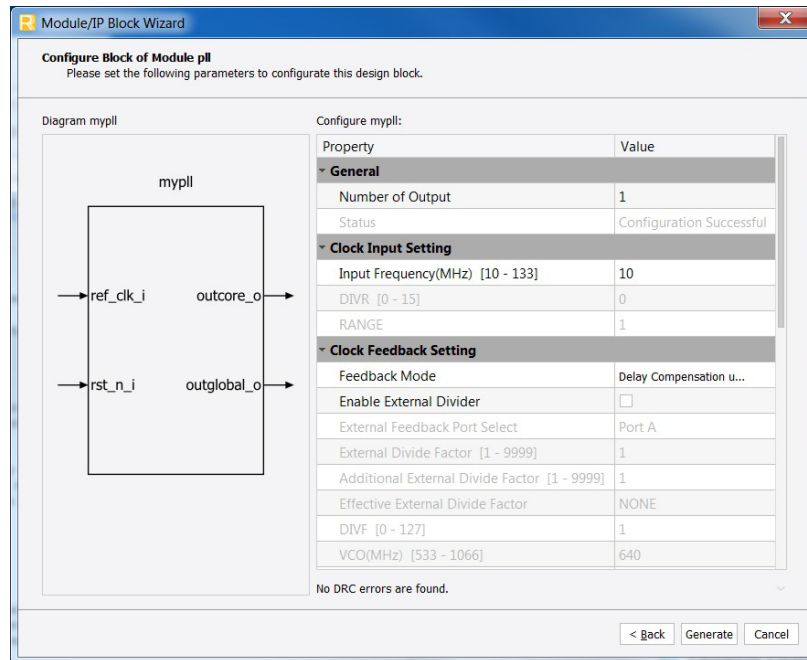 Module/IP Block Wizard
Configure Block of Module pll
Please set the following parameters to configurate this design block.
Diagram mypll
mypll
ref_clk_i outcore_o
rst_n_i outglobal_o
Configure mypll:
Property Value
General
Number of Output 1
Status Configuration Successful
Clock Input Setting
Input Frequency(MHz) [10 - 133] 10
DIVR [0 - 15] 0
RANGE 1
Clock Feedback Setting
Feedback Mode Delay Compensation u...
Enable External Divider
External Feedback Port Select Port A
External Divide Factor [1 - 9999] 1
Additional External Divide Factor [1 - 9999] 1
Effective External Divide Factor NONE
DIVF [0 - 127] 1
VCO(MHz) [533 - 1066] 640
No DRC errors are found.
< Back Generate Cancel